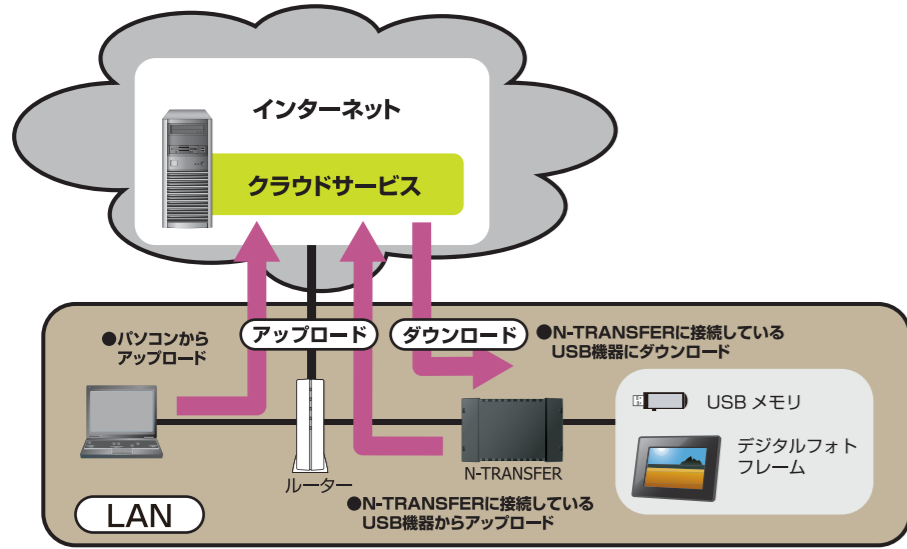 インターネット
クラウドサービス
アップロード
ダウンロード
●パソコンから
アップロード
●N-TRANSFERに接続している
USB機器にダウンロード
USB メモリ
デジタルフォト
フレーム
N-TRANSFER
ルーター
●N-TRANSFERに接続している
USB機器からアップロード
LAN